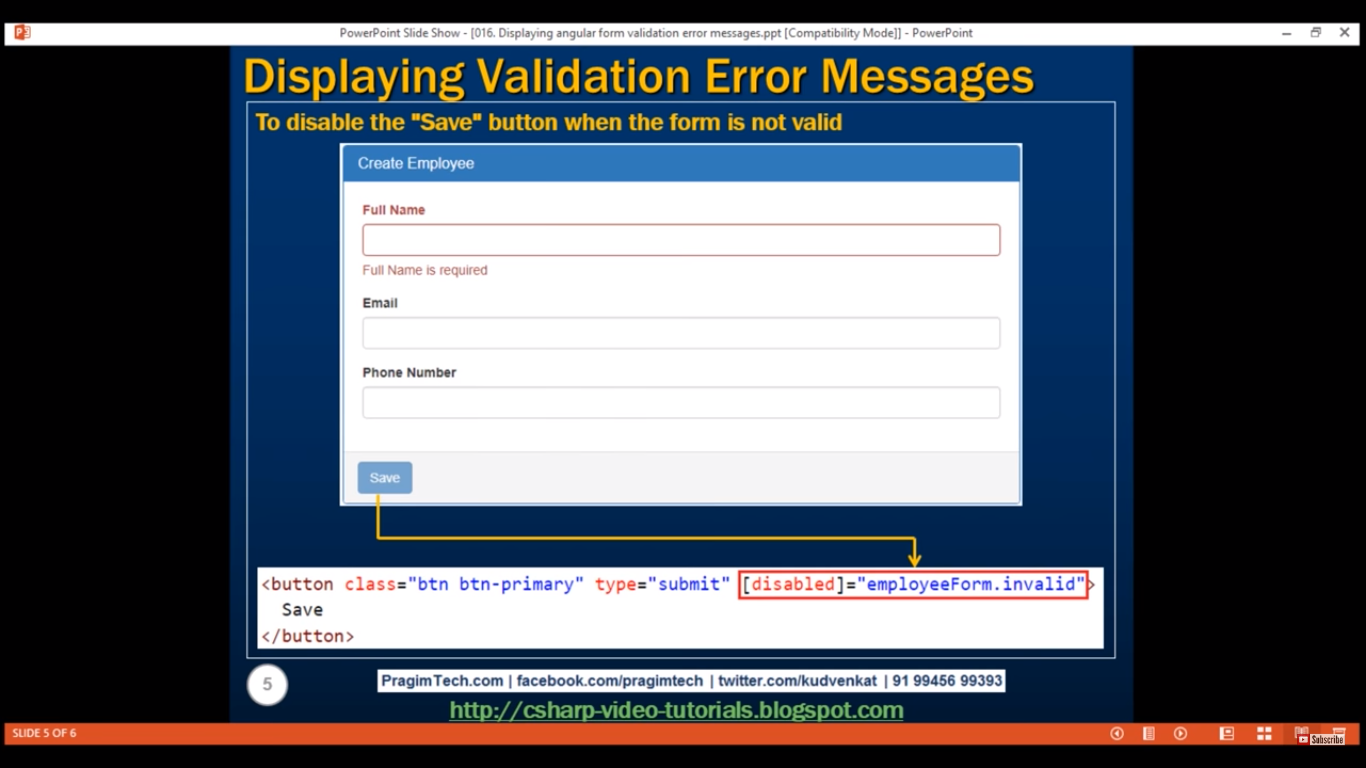 PowerPoint Slide Show - [016. Displaying angular form validation error messages.ppt [Compatibility Mode]] - PowerPoint
Displaying Validation Error Messages
To disable the "Save" button when the form is not valid
Create Employee
Full Name
Full Name is required
Email
Phone Number
Save
<button class="btn btn-primary" type="submit" [disabled]="employeeForm.invalid">
Save
</button>
5
PragimTech.com | facebook.com/pragimtech | twitter.com/kudvenkat | 91 99456 99393
http://csharp-video-tutorials.blogspot.com
SLIDE 5 OF 6
Subscribe